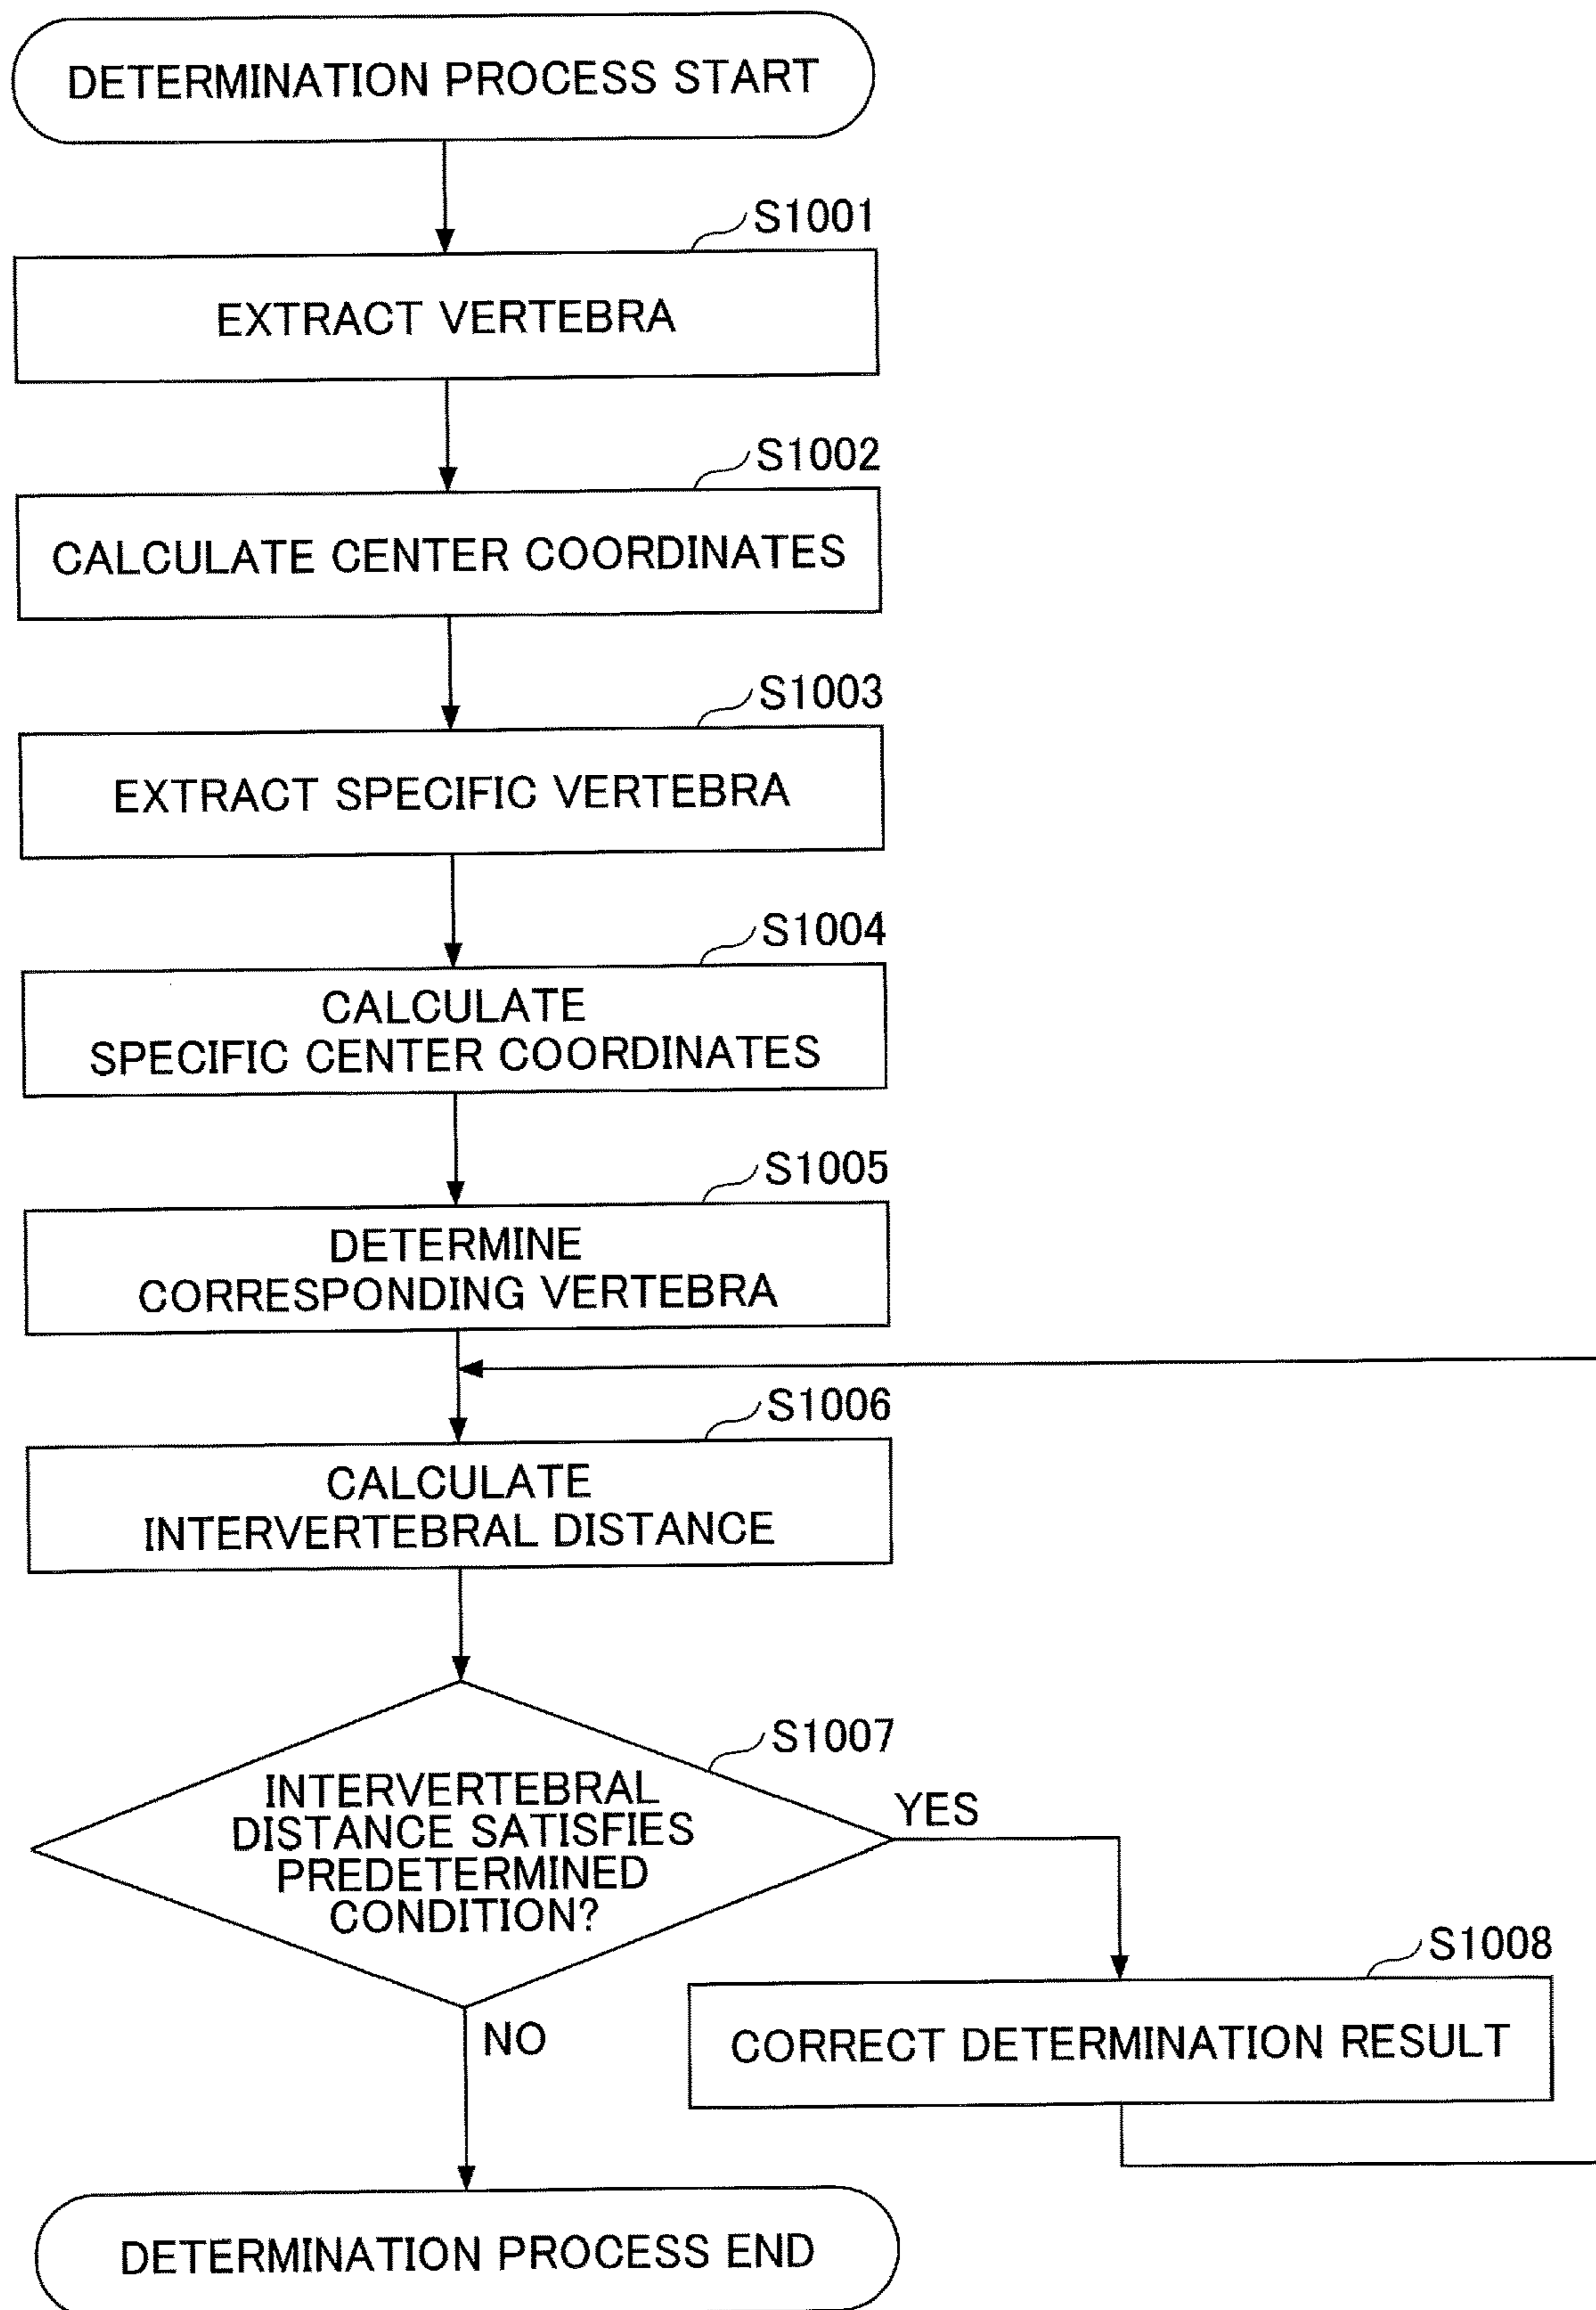 DETERMINATION PROCESS START
S1001
EXTRACT VERTEBRA
S1002
CALCULATE CENTER COORDINATES
S1003
EXTRACT SPECIFIC VERTEBRA
S1004
CALCULATE
SPECIFIC CENTER COORDINATES
S1005
DETERMINE
CORRESPONDING VERTEBRA
S1006
CALCULATE
INTERVERTEBRAL DISTANCE
S1007
INTERVERTEBRAL
DISTANCE SATISFIES
PREDETERMINED
CONDITION?
YES
S1008
CORRECT DETERMINATION RESULT
NO
DETERMINATION PROCESS END